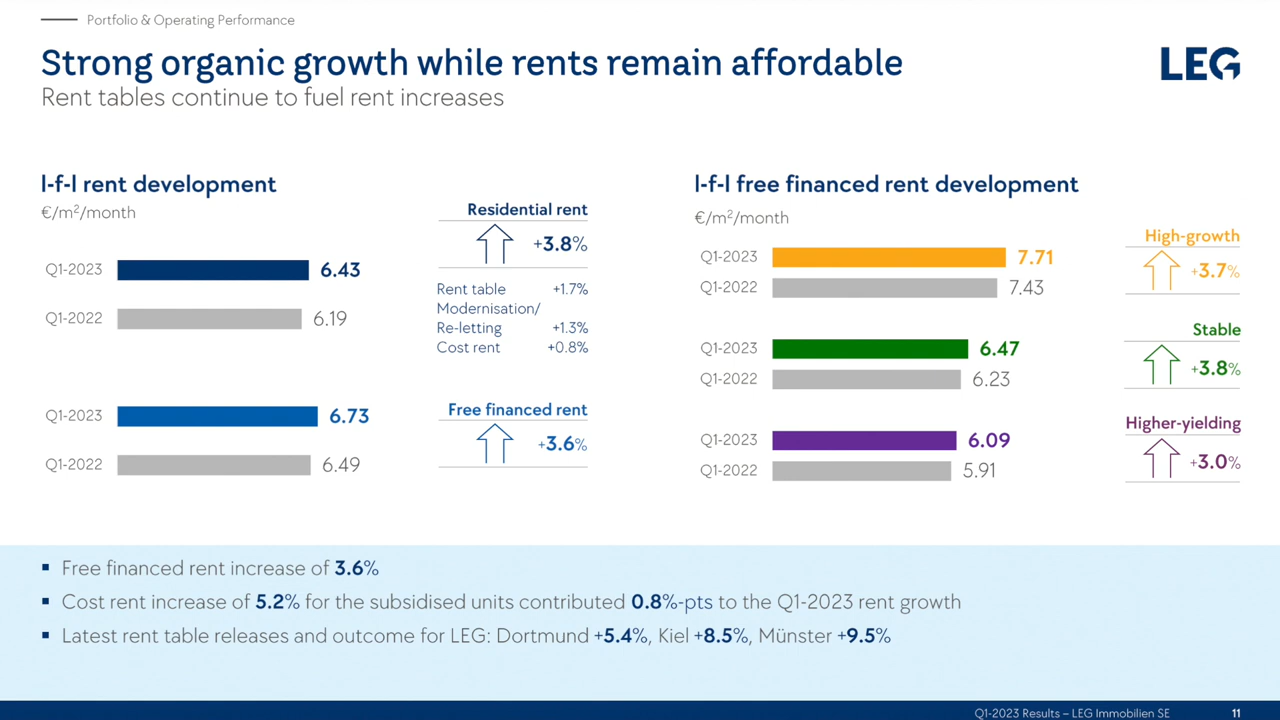 Portfolio & Operating Performance
Strong organic growth while rents remain affordable
LEG
Rent tables continue to fuel rent increases
l-f-l rent development
€/m²/month
Q1-2023 6.43
Q1-2022 6.19
Residential rent
+3.8%
Rent table +1.7%
Modernisation/
Re-letting +1.3%
Cost rent +0.8%
Q1-2023 6.73
Q1-2022 6.49
Free financed rent
+3.6%
l-f-l free financed rent development
€/m²/month
Q1-2023 7.71
Q1-2022 7.43
High-growth
+3.7%
Q1-2023 6.47
Q1-2022 6.23
Stable
+3.8%
Q1-2023 6.09
Q1-2022 5.91
Higher-yielding
+3.0%
▪ Free financed rent increase of 3.6%
▪ Cost rent increase of 5.2% for the subsidised units contributed 0.8%-pts to the Q1-2023 rent growth
▪ Latest rent table releases and outcome for LEG: Dortmund +5.4%, Kiel +8.5%, Münster +9.5%
Q1-2023 Results – LEG Immobilien SE 11